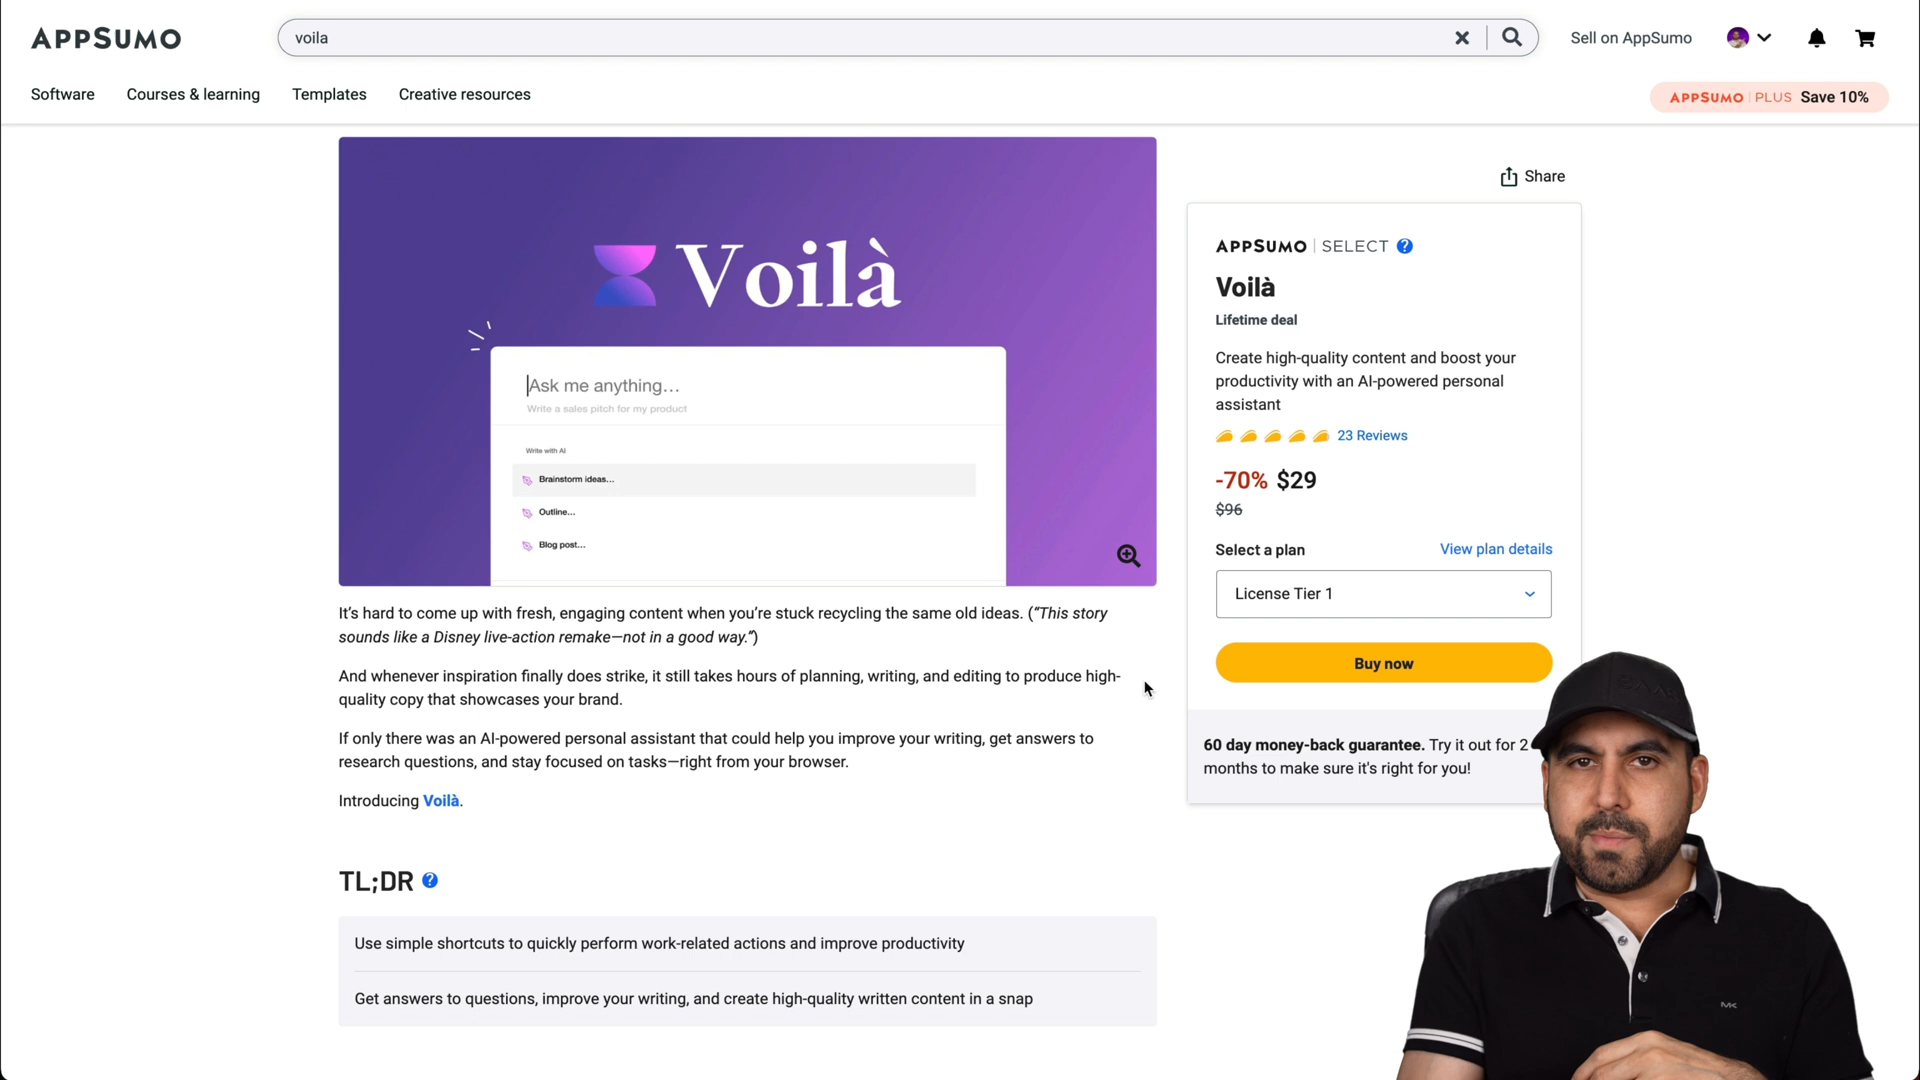 APPSUMO
voila
Sell on AppSumo
Software
Courses & learning
Templates
Creative resources
APPSUMO | PLUS Save 10%
Voilà
Ask me anything...
Write a sales pitch for my product
Write with AI
Brainstorm ideas...
Outline...
Blog post...
It's hard to come up with fresh, engaging content when you're stuck recycling the same old ideas. ("This story
sounds like a Disney live-action remake—not in a good way.")
And whenever inspiration finally does strike, it still takes hours of planning, writing, and editing to produce high-
quality copy that showcases your brand.
If only there was an AI-powered personal assistant that could help you improve your writing, get answers to
research questions, and stay focused on tasks—right from your browser.
Introducing Voilà.
TL;DR ?
Use simple shortcuts to quickly perform work-related actions and improve productivity
Get answers to questions, improve your writing, and create high-quality written content in a snap
Share
APPSUMO | SELECT ?
Voilà
Lifetime deal
Create high-quality content and boost your
productivity with an AI-powered personal
assistant
23 Reviews
-70% $29
$96
Select a plan
View plan details
License Tier 1
Buy now
60 day money-back guarantee. Try it out for 2
months to make sure it's right for you!
MK